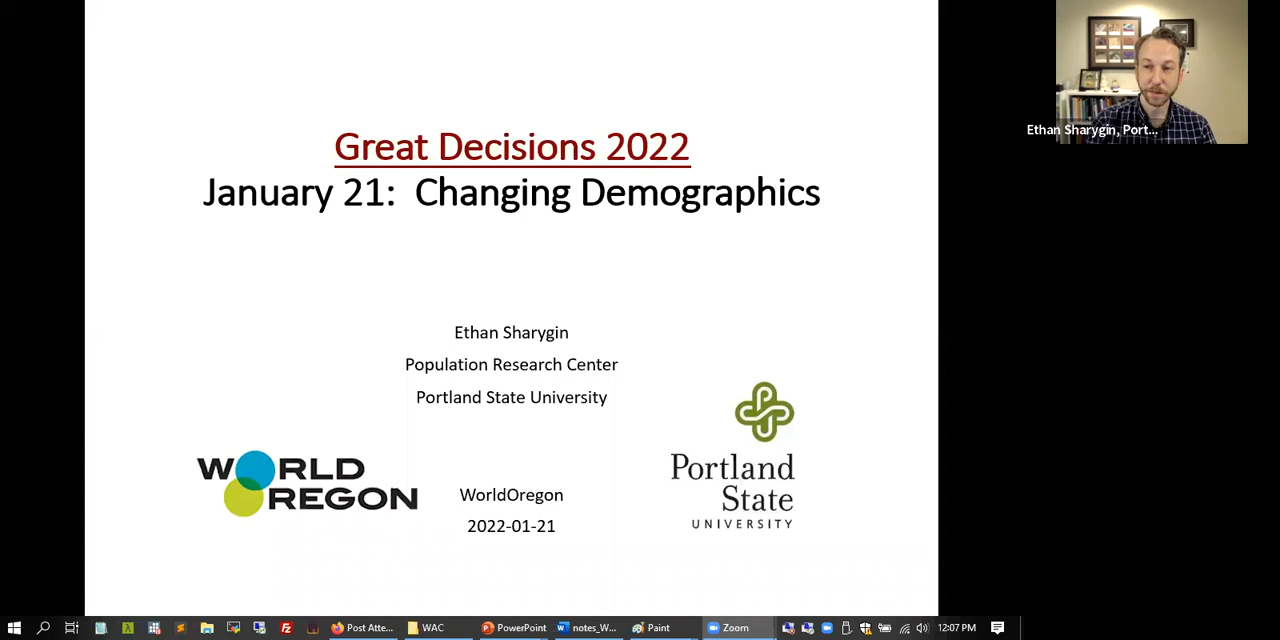 Great Decisions 2022
January 21: Changing Demographics
Ethan Sharygin, Port...
Ethan Sharygin
Population Research Center
Portland State University
WORLD
OREGON
WorldOregon
2022-01-21
Portland
State
UNIVERSITY
Post Atte...
WAC
PowerPoint
notes_W...
Paint
Zoom
12:07 PM